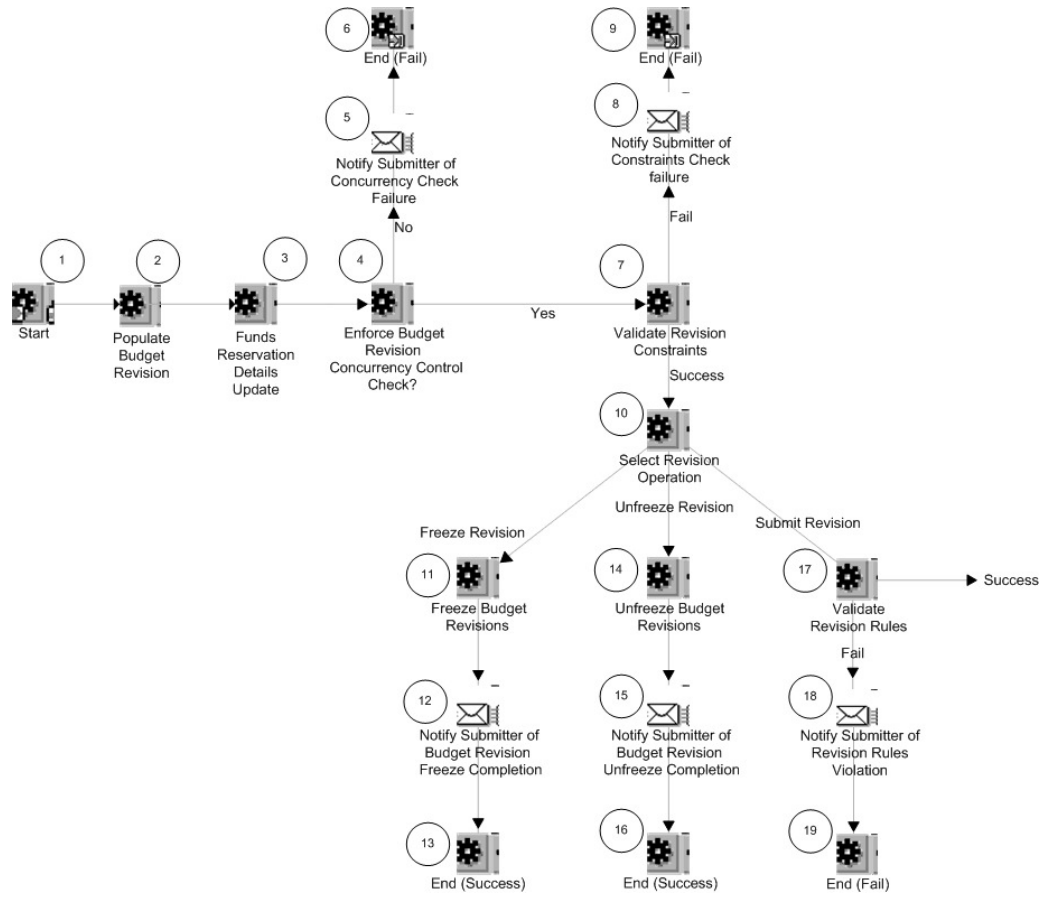 6
End (Fail)
9
End (Fail)
5
Notify Submitter of
Concurrency Check
Failure
8
Notify Submitter of
Constraints Check
failure
No
Fail
1
Start
2
Populate
Budget
Revision
3
Funds
Reservation
Details
Update
4
Enforce Budget
Revision
Concurrency Control
Check?
Yes
7
Validate Revision
Constraints
Success
10
Select Revision
Operation
Freeze Revision
Unfreeze Revision
Submit Revision
11
Freeze Budget
Revisions
14
Unfreeze Budget
Revisions
17
Validate
Revision Rules
Success
Fail
12
Notify Submitter of
Budget Revision
Freeze Completion
15
Notify Submitter of
Budget Revision
Unfreeze Completion
18
Notify Submitter of
Revision Rules
Violation
13
End (Success)
16
End (Success)
19
End (Fail)